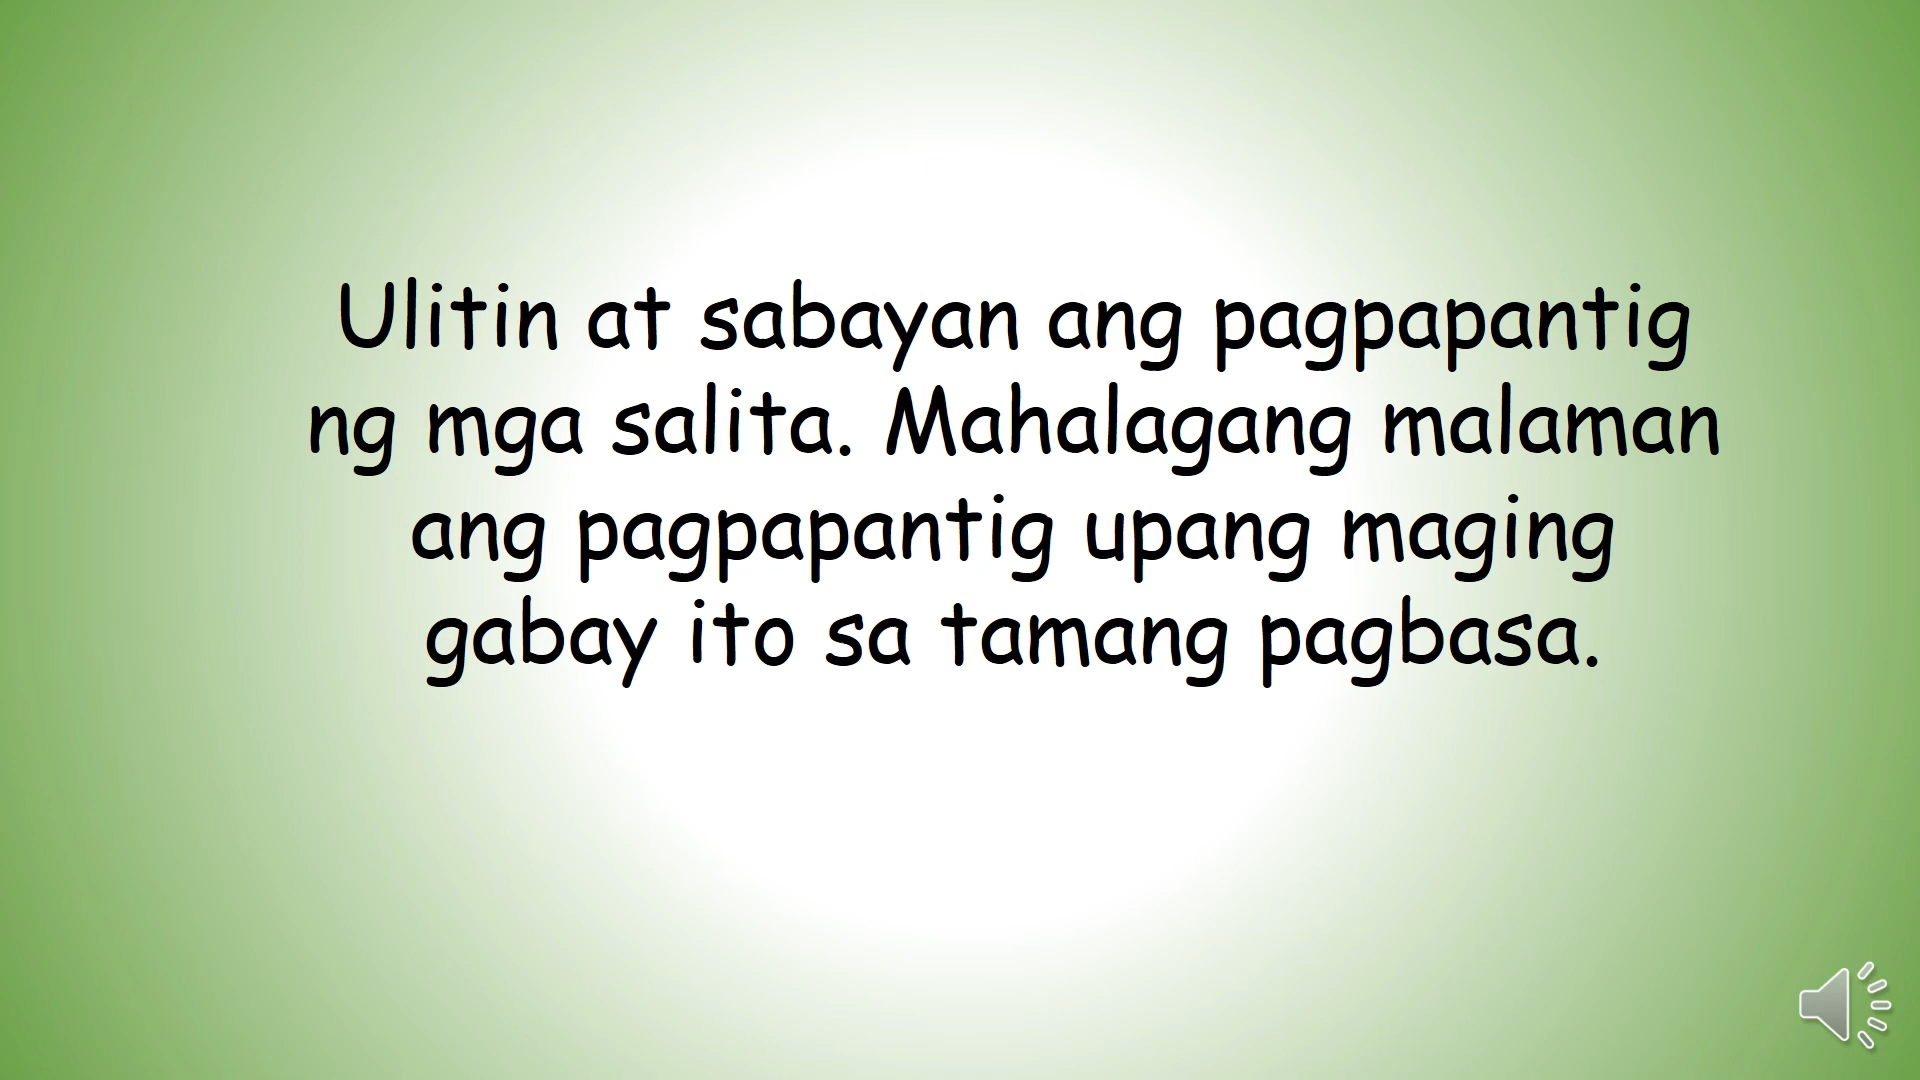 Ulitin at sabayan ang pagpapantig
ng mga salita. Mahalagang malaman
ang pagpapantig upang maging
gabay ito sa tamang pagbasa.